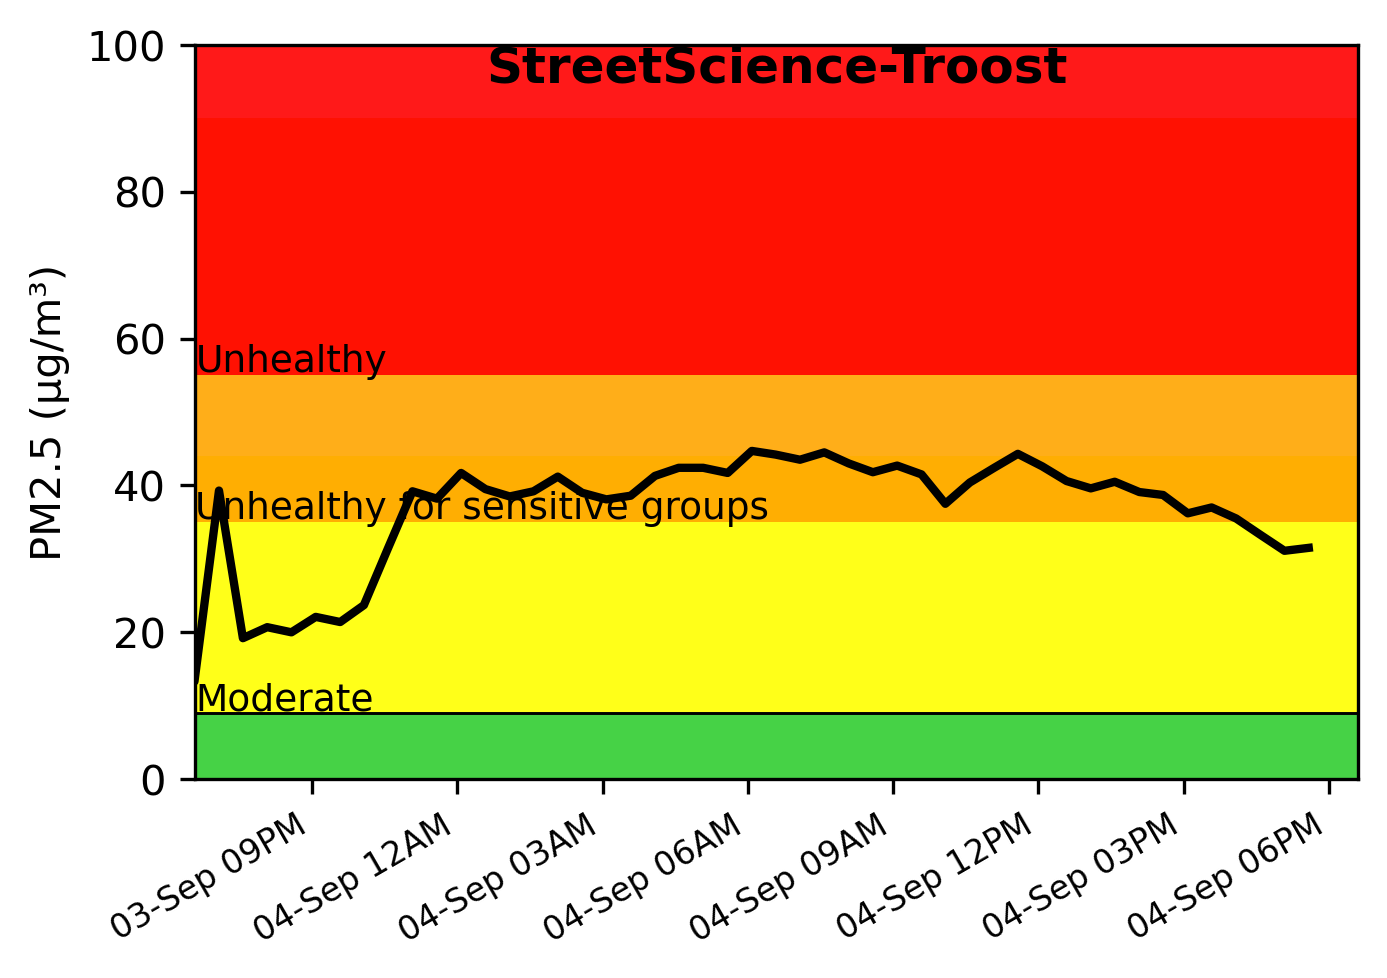 StreetScience-Troost
PM2.5 (µg/m³)
100
80
60
40
20
0
Unhealthy
Unhealthy for sensitive groups
Moderate
03-Sep 09PM
04-Sep 12AM
04-Sep 03AM
04-Sep 06AM
04-Sep 09AM
04-Sep 12PM
04-Sep 03PM
04-Sep 06PM